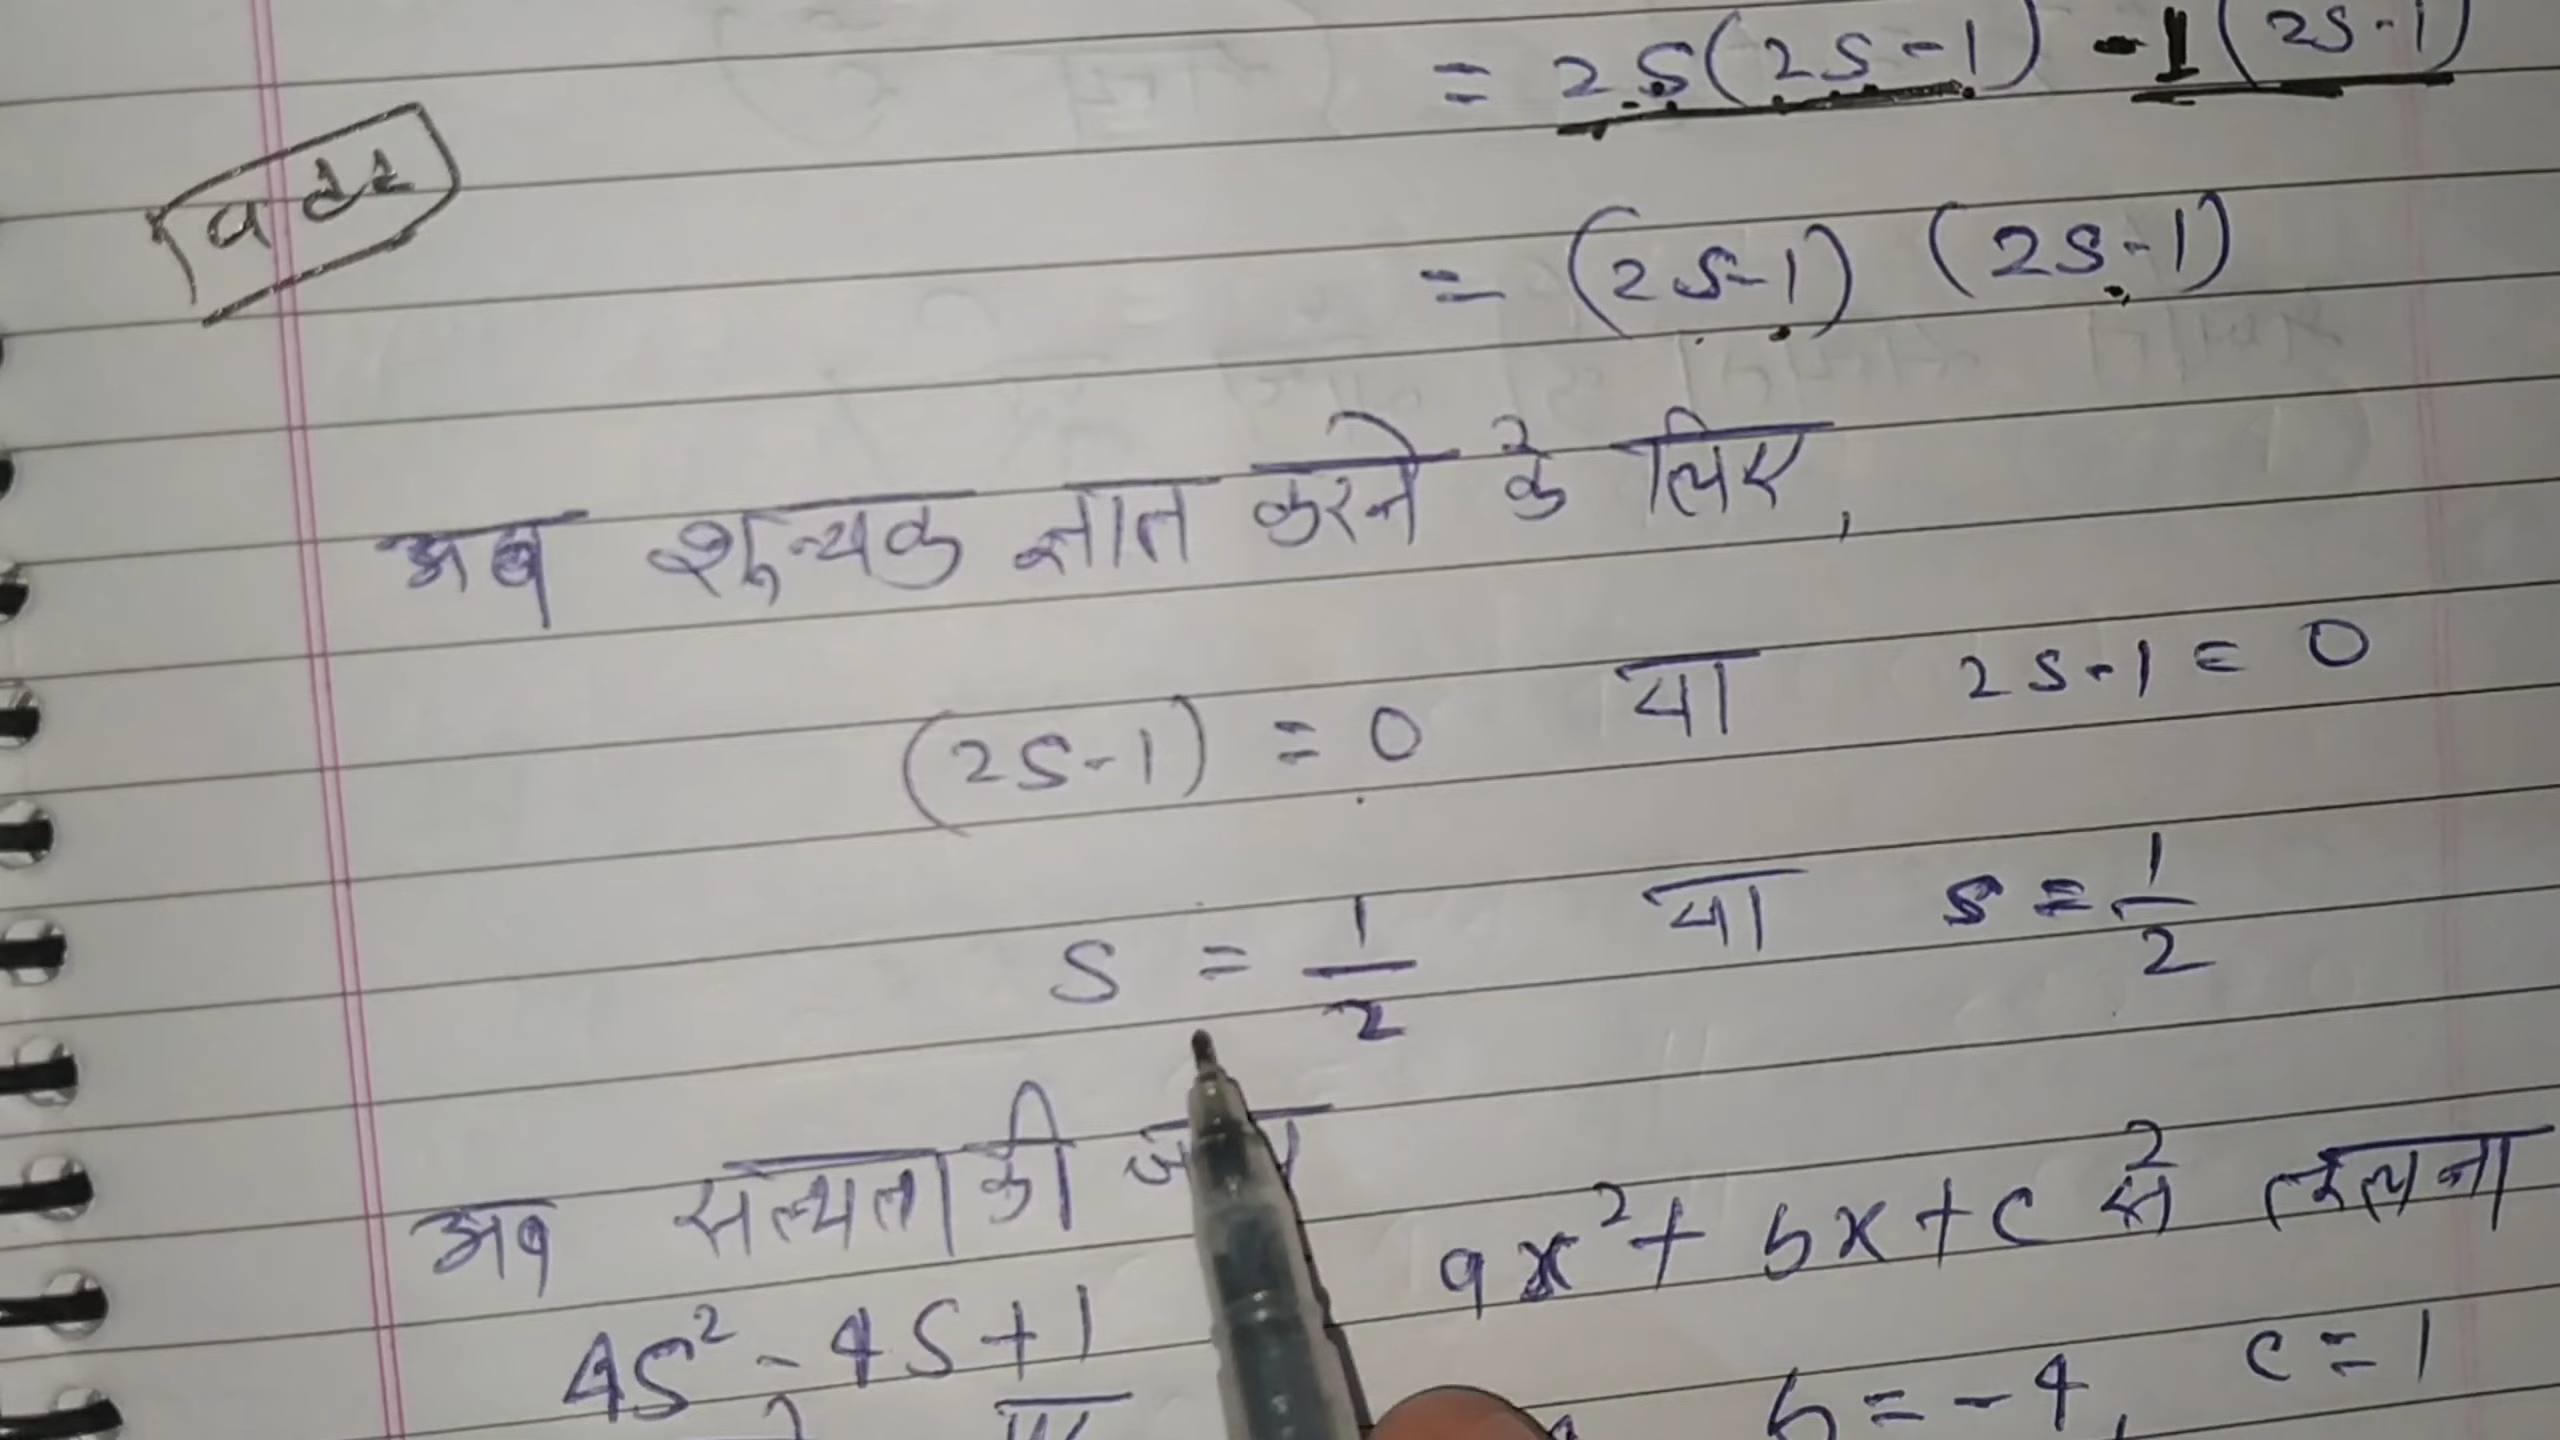 = 2s(2s-1) -1(2s-1)
= (2s-1) (2s-1)
अब शून्यक ज्ञात करने के लिए,
(2s-1) = 0 या 2s-1 = 0
s = 1/2 या s = 1/2
अब सत्यता की
4s² - 4s + 1 ax² + bx + c से तुलना
b = -4, c = 1